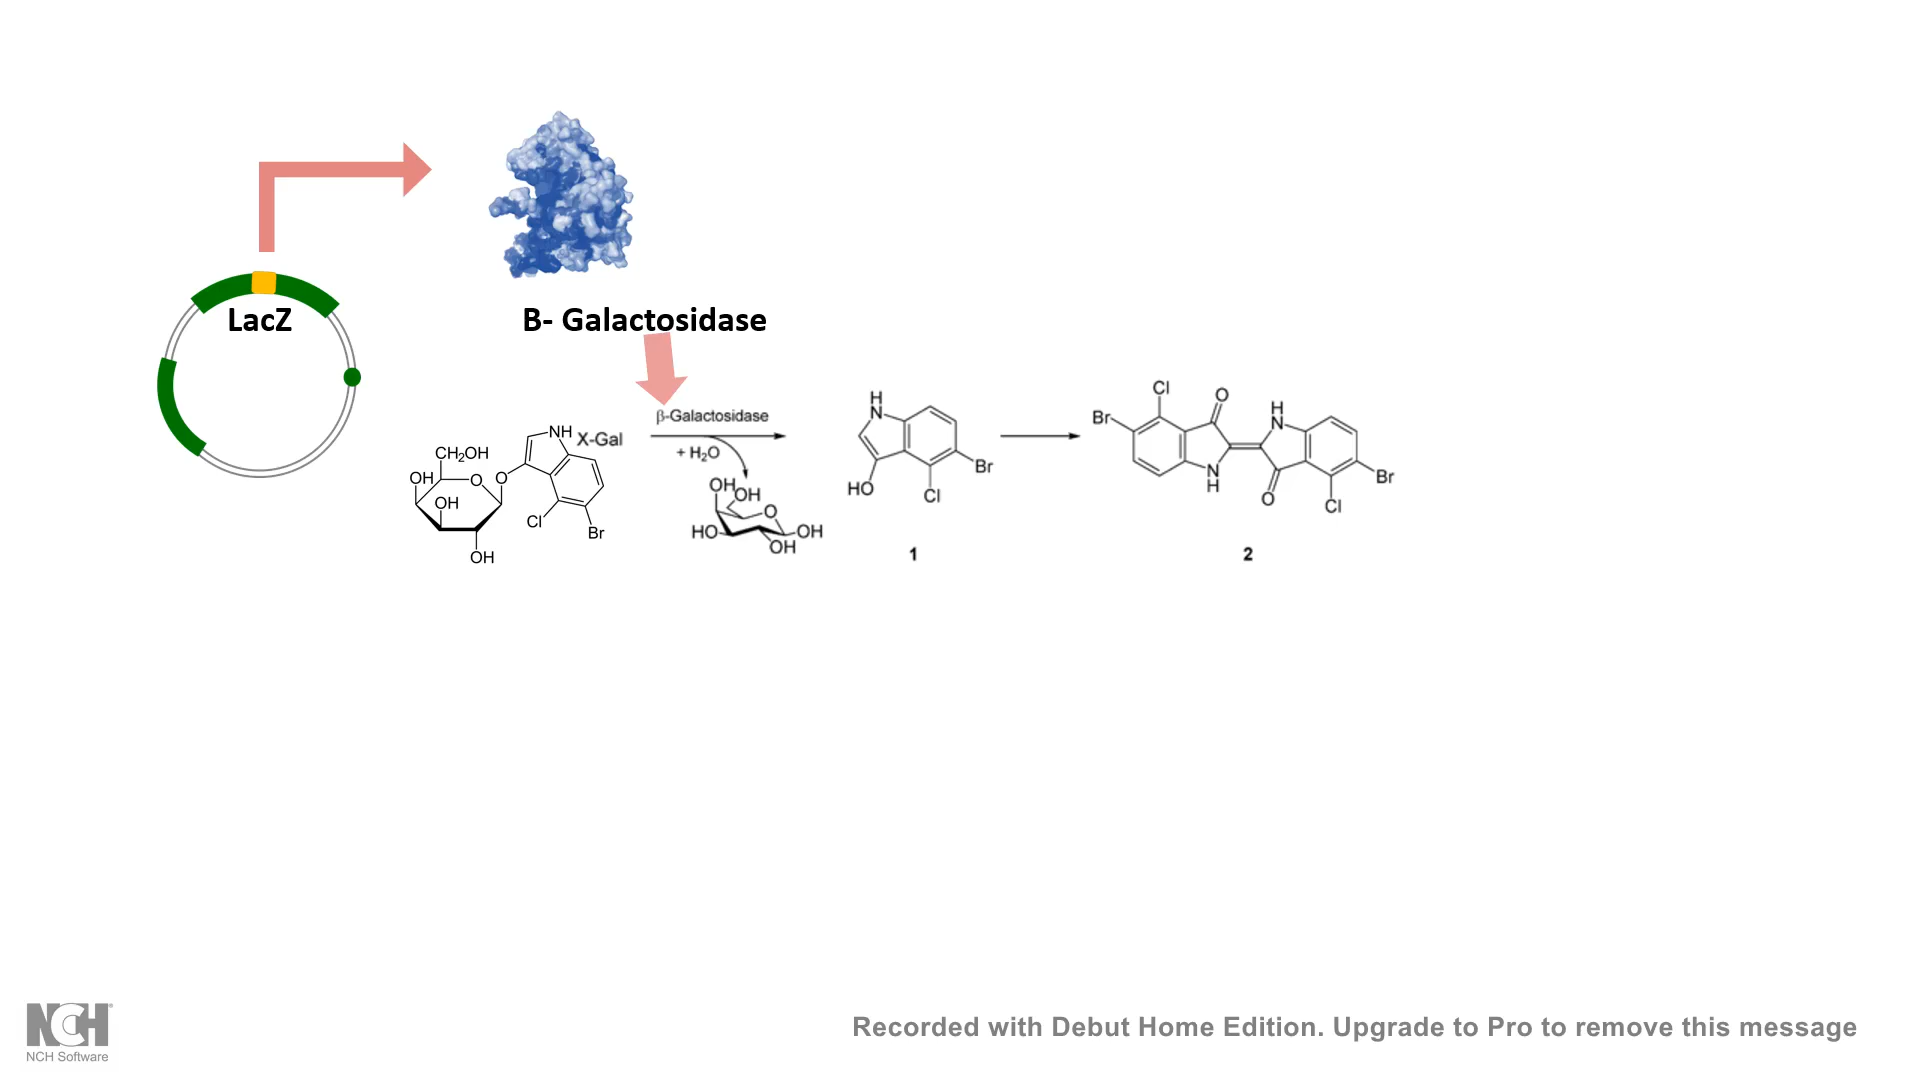 LacZ
B- Galactosidase
β-Galactosidase
+ H₂O
X-Gal
NH
CH₂OH
OH
O
O
OH
Cl
Br
OH
OH
OH
O
HO
OH
OH
H
N
Br
HO
Cl
1
Cl
O
H
N
Br
N
H
O
Br
Cl
2
NCH
NCH Software
Recorded with Debut Home Edition. Upgrade to Pro to remove this message